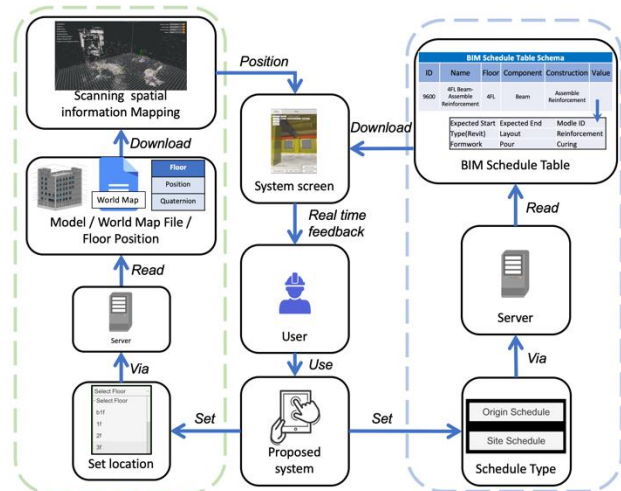 Scanning spatial
information Mapping
Position
Download
World Map
Floor
Position
Quaternion
Model / World Map File /
Floor Position
Read
Server
Via
Select Floor
-Select Floor
b1f
1f
2f
3f
Set location
Set
System screen
Real time
feedback
User
Use
Proposed
system
Set
BIM Schedule Table Schema
ID Name Floor Component Construction Value
9600 4FL Beam-
Assemble
Reinforcement 4FL Beam Assemble
Reinforcement
Expected Start Expected End Modle ID
Type(Revit) Layout Reinforcement
Formwork Pour Curing
BIM Schedule Table
Download
Read
Server
Via
Origin Schedule
Site Schedule
Schedule Type